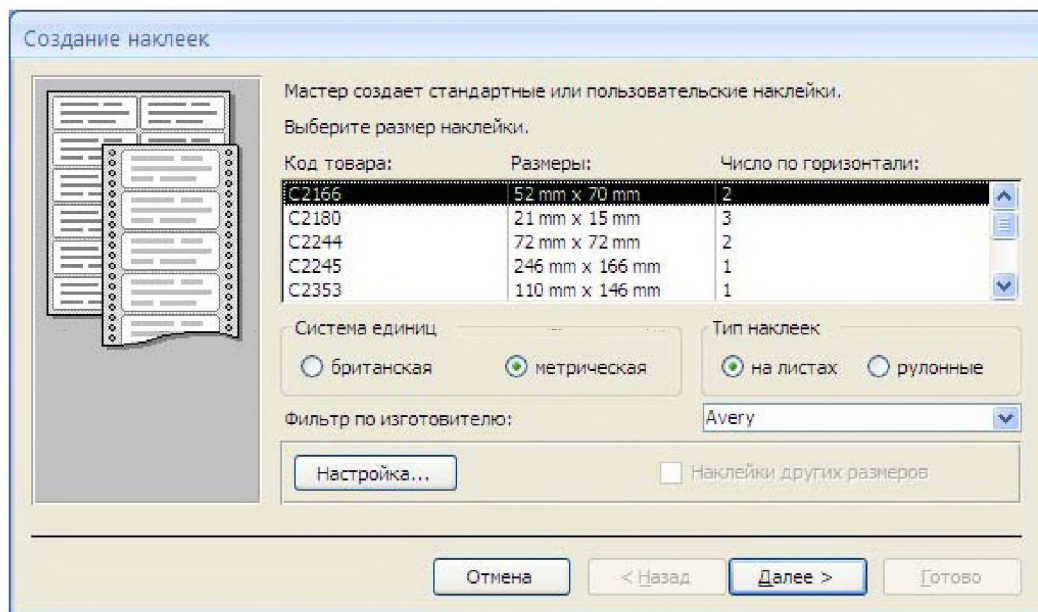 Создание наклеек
Мастер создает стандартные или пользовательские наклейки.
Выберите размер наклейки.
Код товара: Размеры: Число по горизонтали:
C2166 52 mm x 70 mm 2
C2180 21 mm x 15 mm 3
C2244 72 mm x 72 mm 2
C2245 246 mm x 166 mm 1
C2353 110 mm x 146 mm 1
Система единиц Тип наклеек
британская метрическая на листах рулонные
Фильтр по изготовителю: Avery
Настройка... Наклейки других размеров
Отмена < Назад Далее > Готово